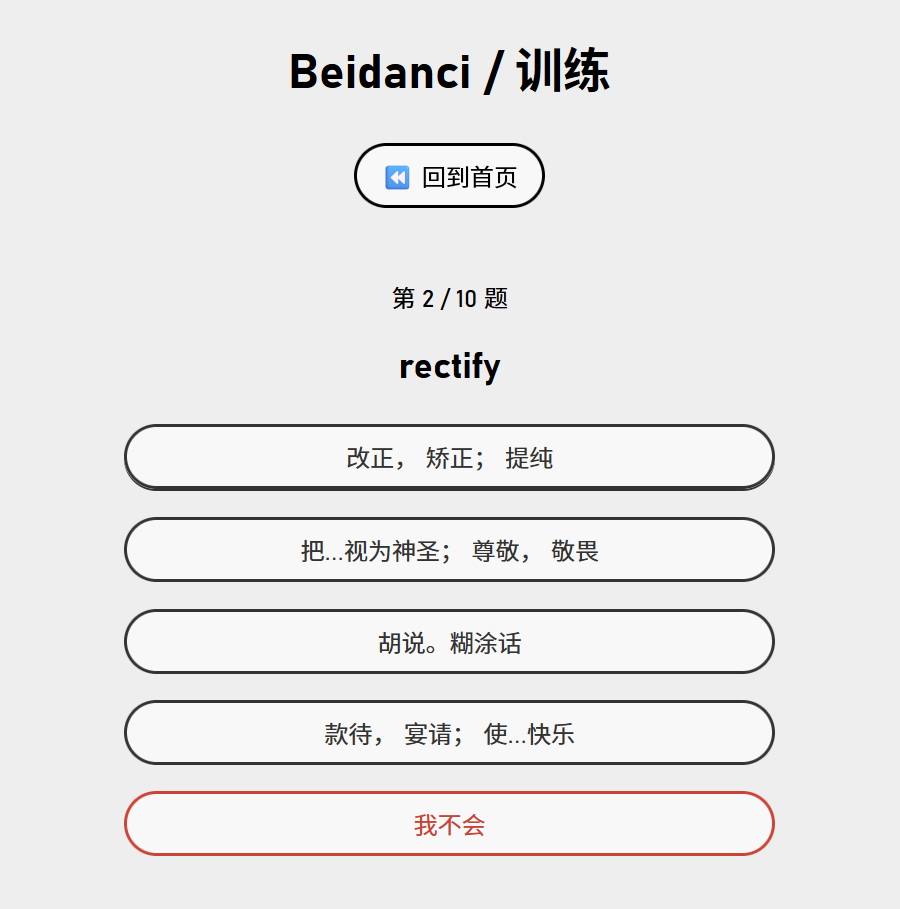 Beidanci / 训练
⏪ 回到首页
第 2 / 10 题
rectify
改正， 矫正； 提纯
把...视为神圣； 尊敬， 敬畏
胡说。糊涂话
款待， 宴请； 使...快乐
我不会